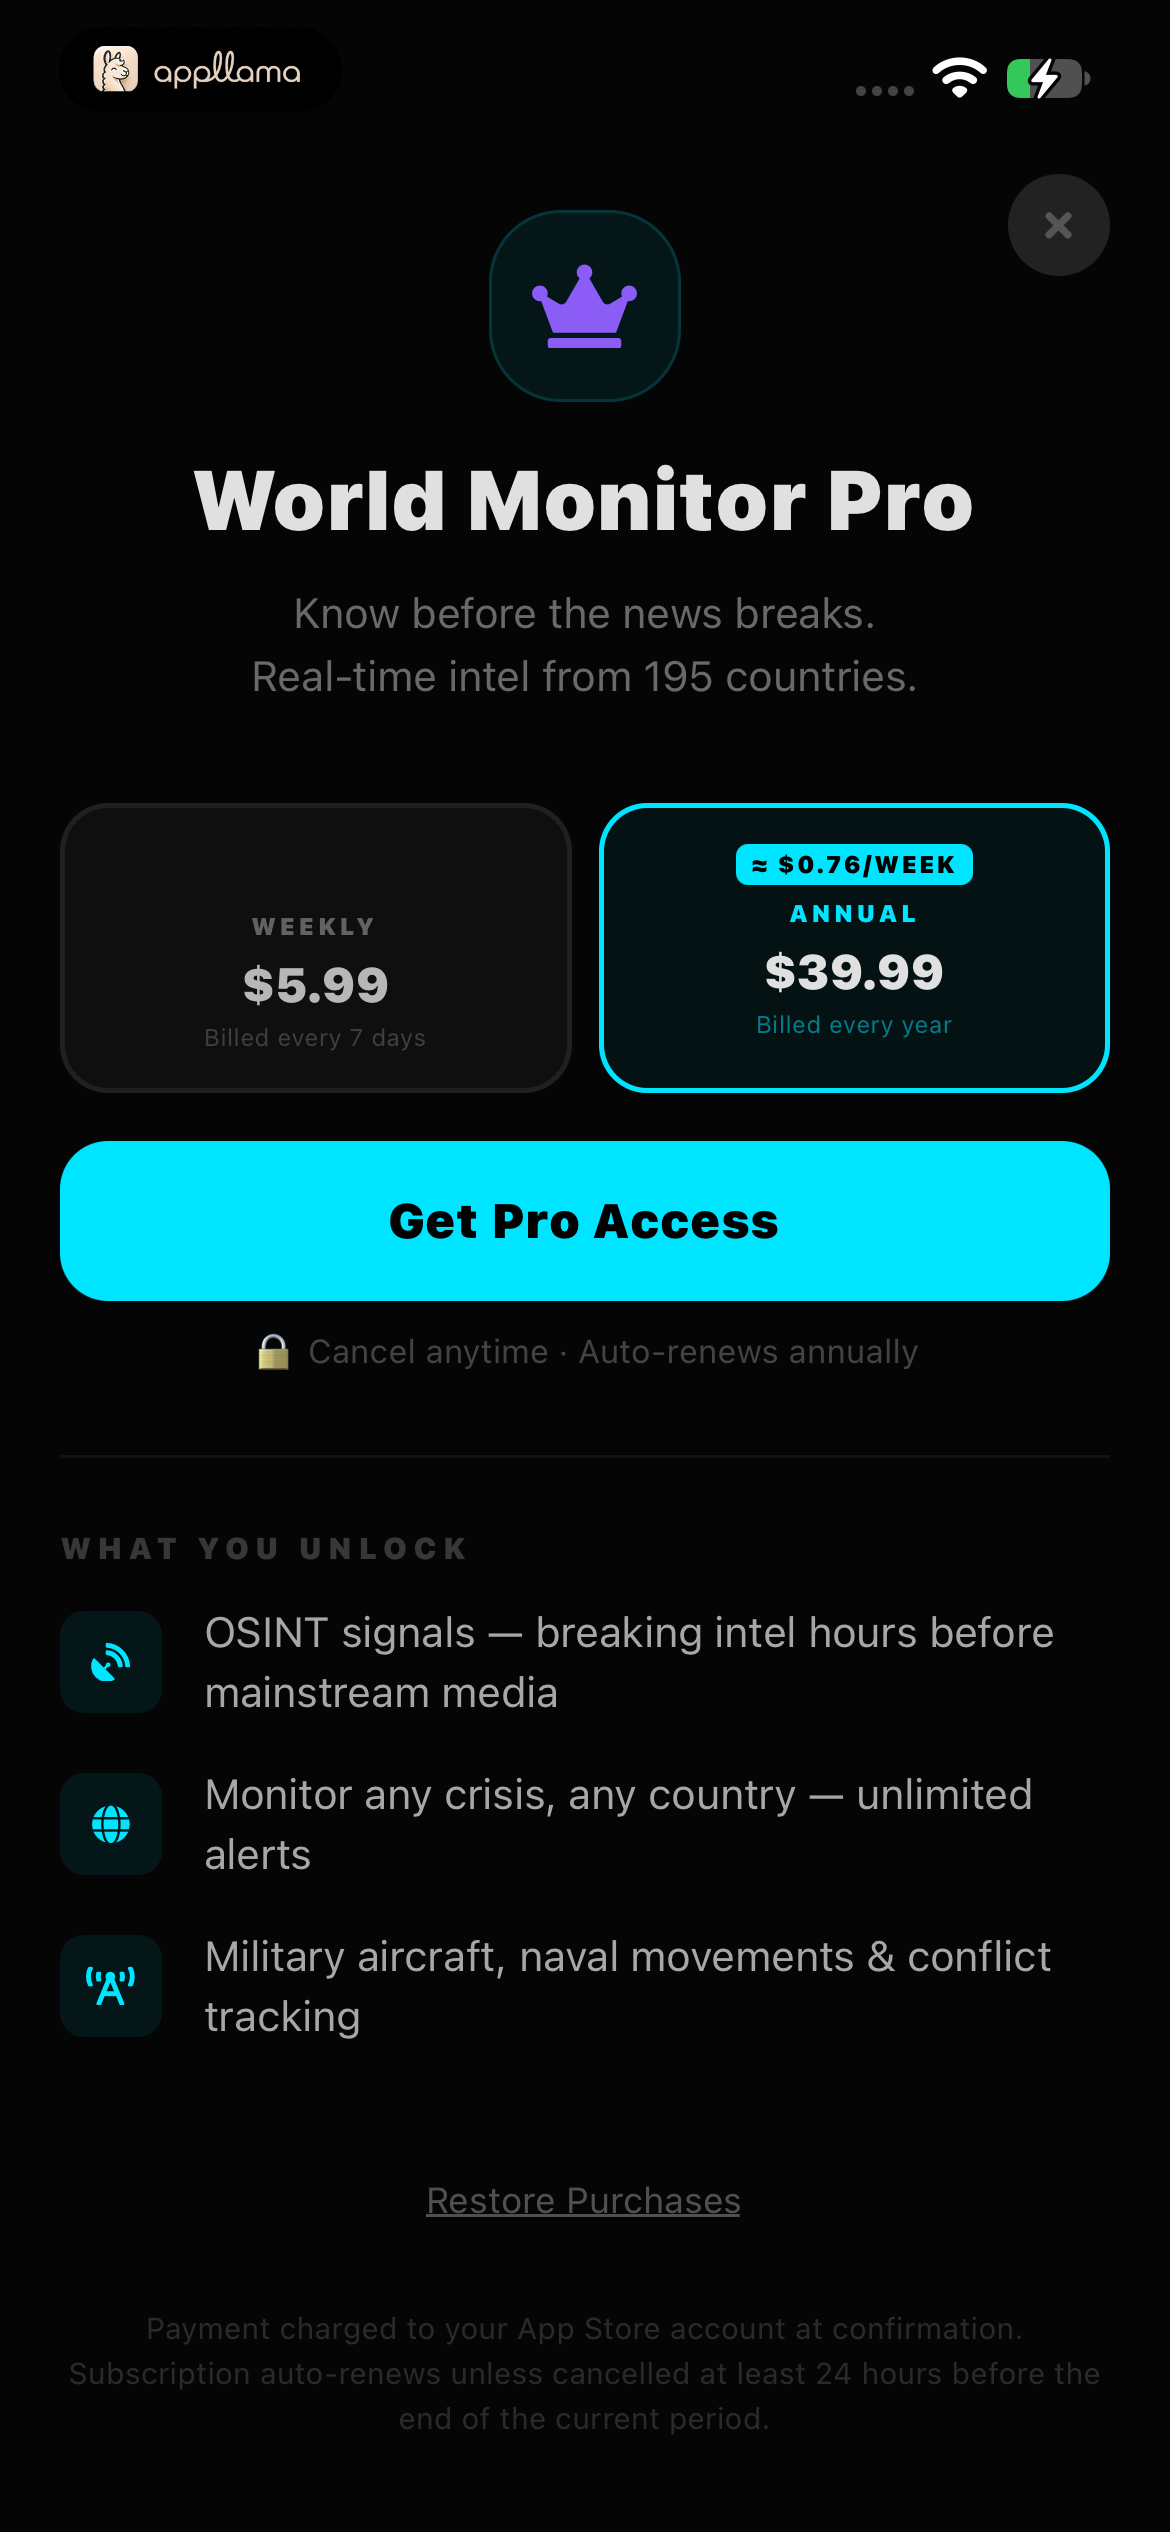 appllama
World Monitor Pro
Know before the news breaks.
Real-time intel from 195 countries.
WEEKLY
$5.99
Billed every 7 days
≈ $0.76/WEEK
ANNUAL
$39.99
Billed every year
Get Pro Access
🔒 Cancel anytime · Auto-renews annually
WHAT YOU UNLOCK
OSINT signals — breaking intel hours before
mainstream media
Monitor any crisis, any country — unlimited
alerts
Military aircraft, naval movements & conflict
tracking
Restore Purchases
Payment charged to your App Store account at confirmation.
Subscription auto-renews unless cancelled at least 24 hours before the
end of the current period.